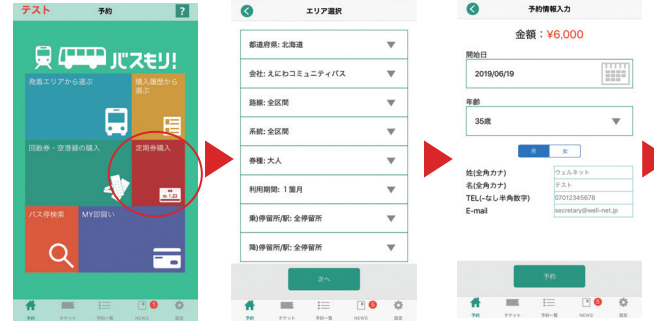 テスト
予約
?
バスモリ!
発着エリアから選ぶ
購入履歴から
選ぶ
回数券・空港線の購入
定期券購入
バス停検索
MY即買い
予約
チケット
予約一覧
NEWS
1
設定
エリア選択
都道府県: 北海道
会社: えにわコミュニティバス
路線: 全区間
系統: 全区間
券種: 大人
利用期間: 1箇月
乗)停留所/駅: 全停留所
降)停留所/駅: 全停留所
次へ
予約
チケット
予約一覧
NEWS
6
設定
予約情報入力
金額：¥6,000
開始日
2019/06/19
年齢
35歳
男
女
姓(全角カナ)
ウェルネット
名(全角カナ)
テスト
TEL(-なし半角数字)
07012345678
E-mail
secretary@well-net.jp
予約
予約
チケット
予約一覧
NEWS
6
設定